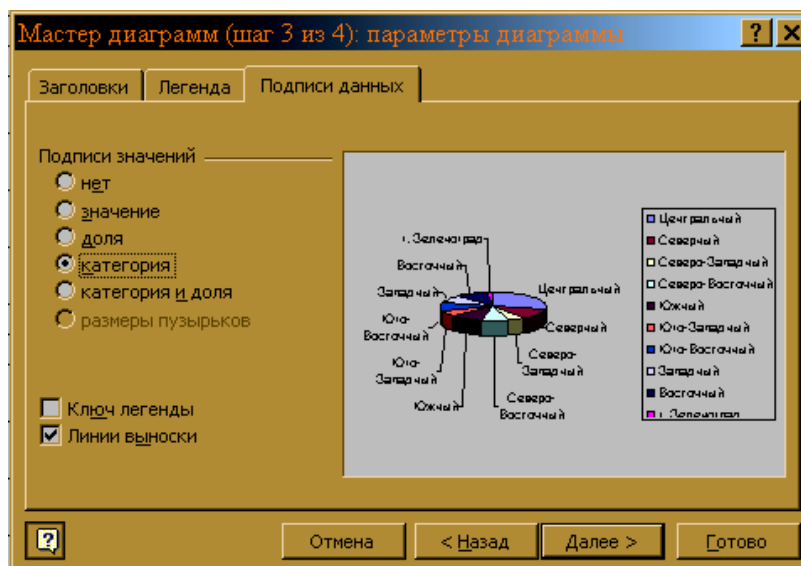 Мастер диаграмм (шаг 3 из 4): параметры диаграммы
Заголовки
Легенда
Подписи данных
Подписи значений
нет
значение
доля
категория
категория и доля
размеры пузырьков
Ключ легенды
Линии выноски
г. Зеленоград
Восточный
Западный
Юго-
Восточный
Юго-
Западный
Южный
Северо-
Восточный
Северо-
Западный
Северный
Центральный
Центральный
Северный
Северо-Западный
Северо-Восточный
Южный
Юго-Западный
Юго-Восточный
Западный
Восточный
г. Зеленоград
Отмена
< Назад
Далее >
Готово